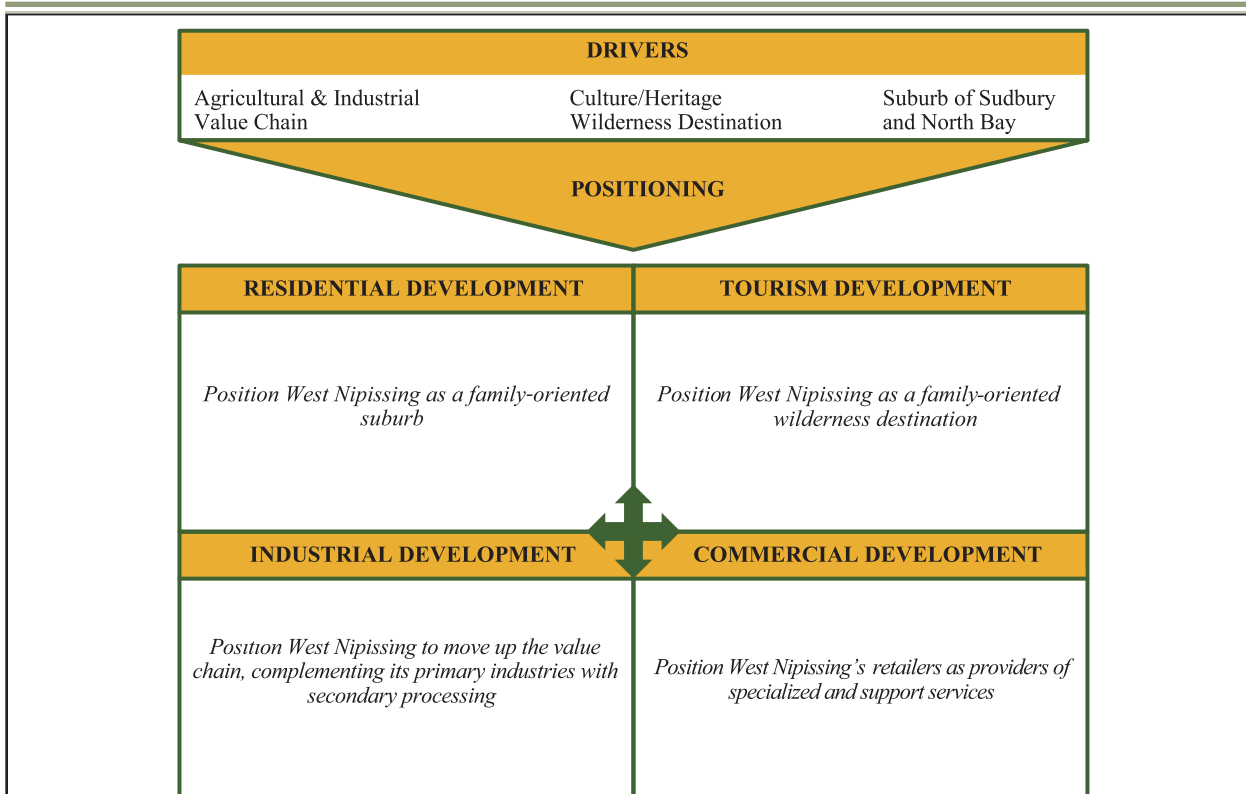 DRIVERS
Agricultural & Industrial
Value Chain
Culture/Heritage
Wilderness Destination
Suburb of Sudbury
and North Bay
POSITIONING
RESIDENTIAL DEVELOPMENT
Position West Nipissing as a family-oriented
suburb
TOURISM DEVELOPMENT
Position West Nipissing as a family-oriented
wilderness destination
INDUSTRIAL DEVELOPMENT
Position West Nipissing to move up the value
chain, complementing its primary industries with
secondary processing
COMMERCIAL DEVELOPMENT
Position West Nipissing’s retailers as providers of
specialized and support services